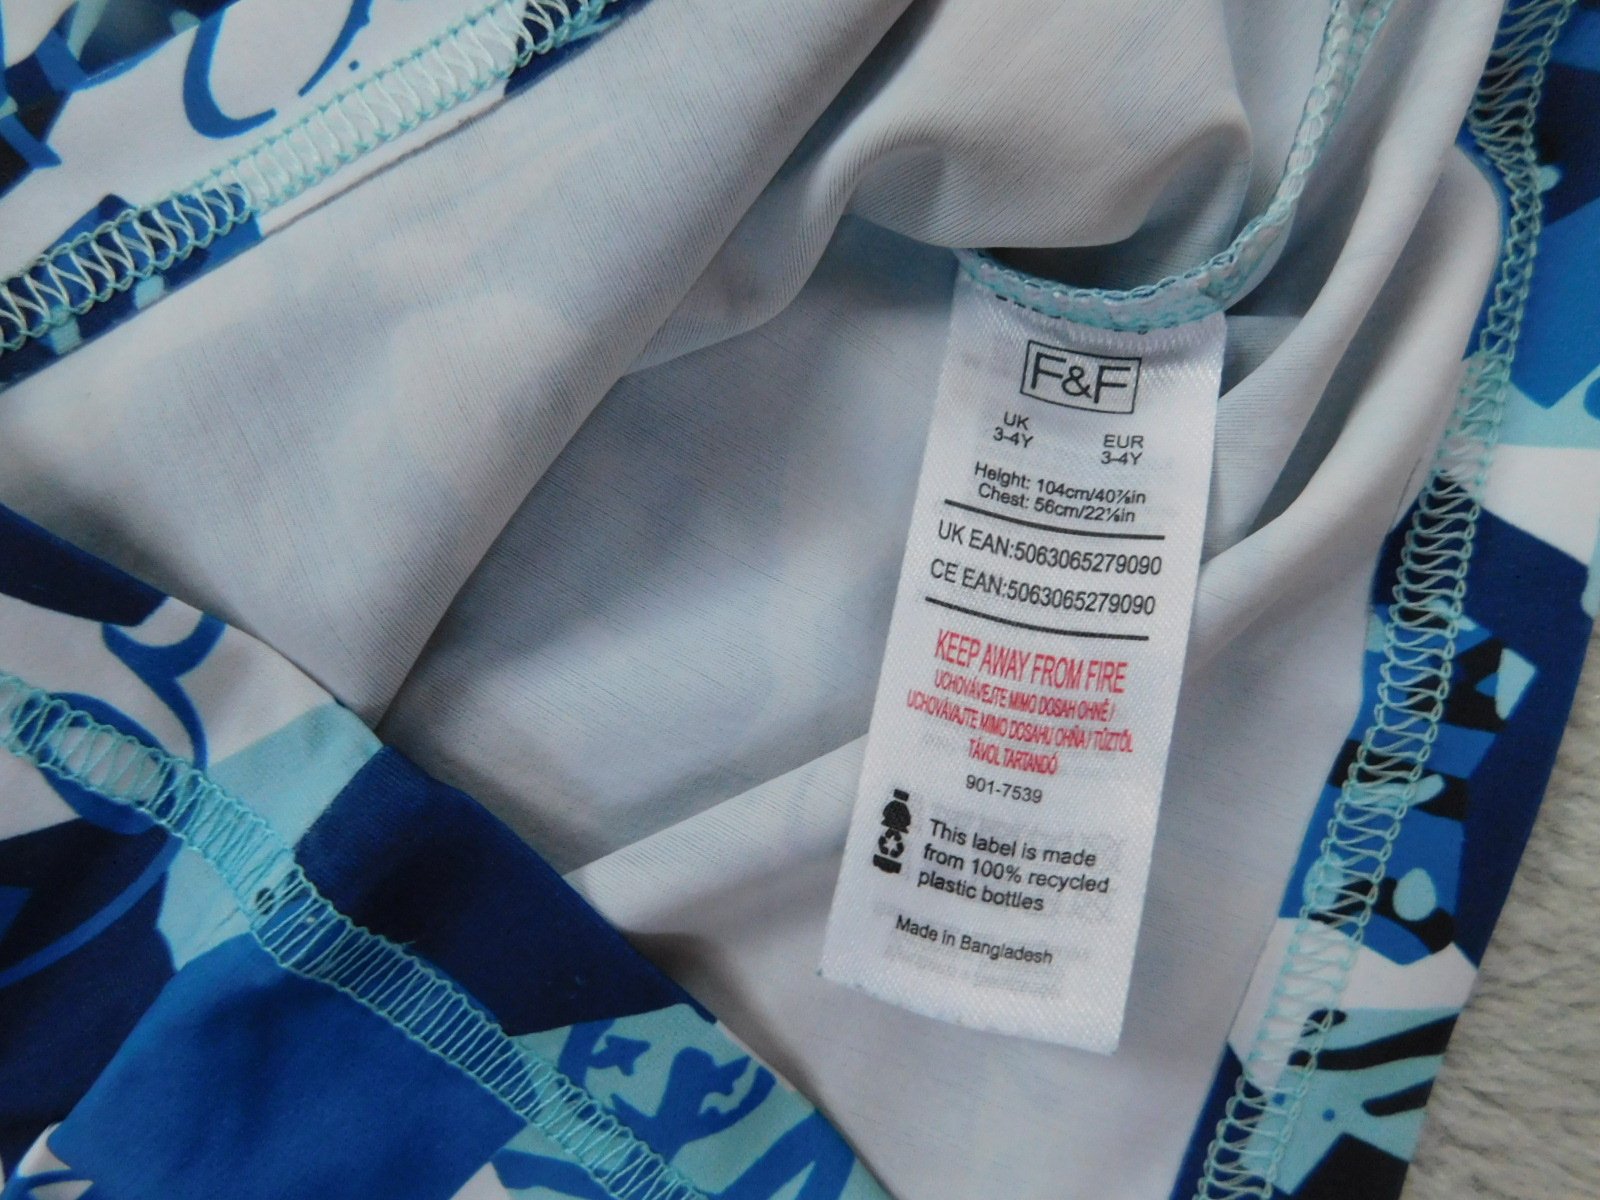 F&F
UK
3-4Y
EUR
3-4Y
Height: 104cm/40⅞in
Chest: 56cm/22⅛in
UK EAN:5063065279090
CE EAN:5063065279090
KEEP AWAY FROM FIRE
UCHOVÁVEJTE MIMO DOSAH OHNĚ /
UCHOVÁVAJTE MIMO DOSAHU OHŇA / TŰZTŐL
TÁVOL TARTANDÓ
901-7539
This label is made
from 100% recycled
plastic bottles
Made in Bangladesh